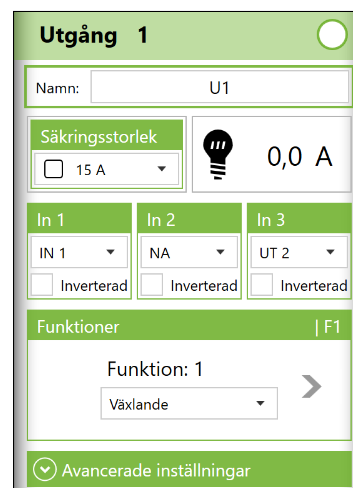 Utgång 1
Namn: U1
Säkringsstorlek
15 A
0,0 A
In 1 In 2 In 3
IN 1 NA UT 2
Inverterad Inverterad Inverterad
Funktioner | F1
Funktion: 1
Växlande
Avancerade inställningar